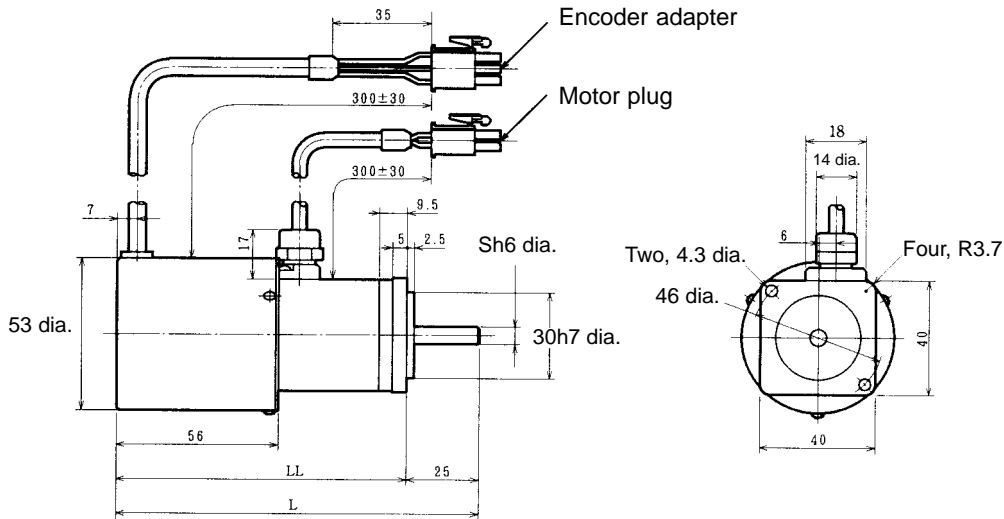 35
Encoder adapter
300±30
Motor plug
300±30
18
14 dia.
7
9.5
17
5
2.5
Sh6 dia.
6
Two, 4.3 dia.
Four, R3.7
46 dia.
53 dia.
30h7 dia.
40
56
40
LL
25
L